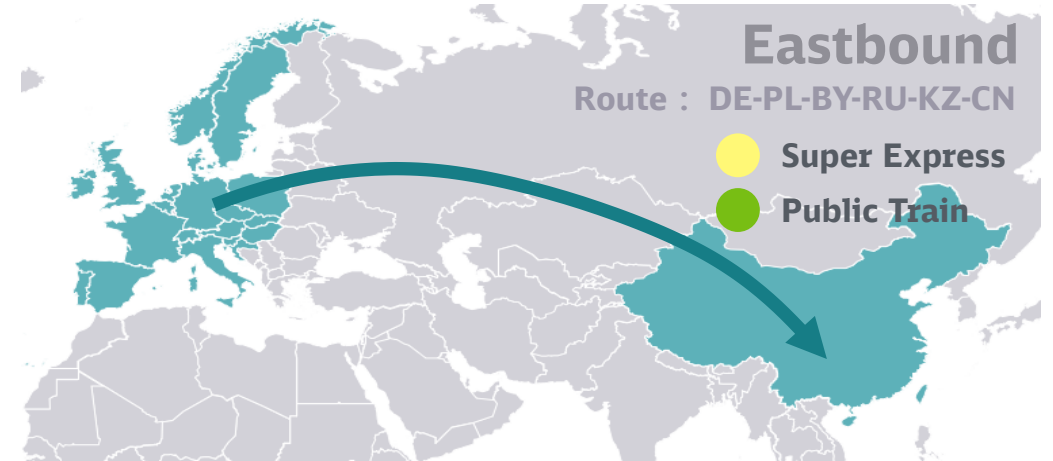 Eastbound
Route : DE-PL-BY-RU-KZ-CN
Super Express
Public Train